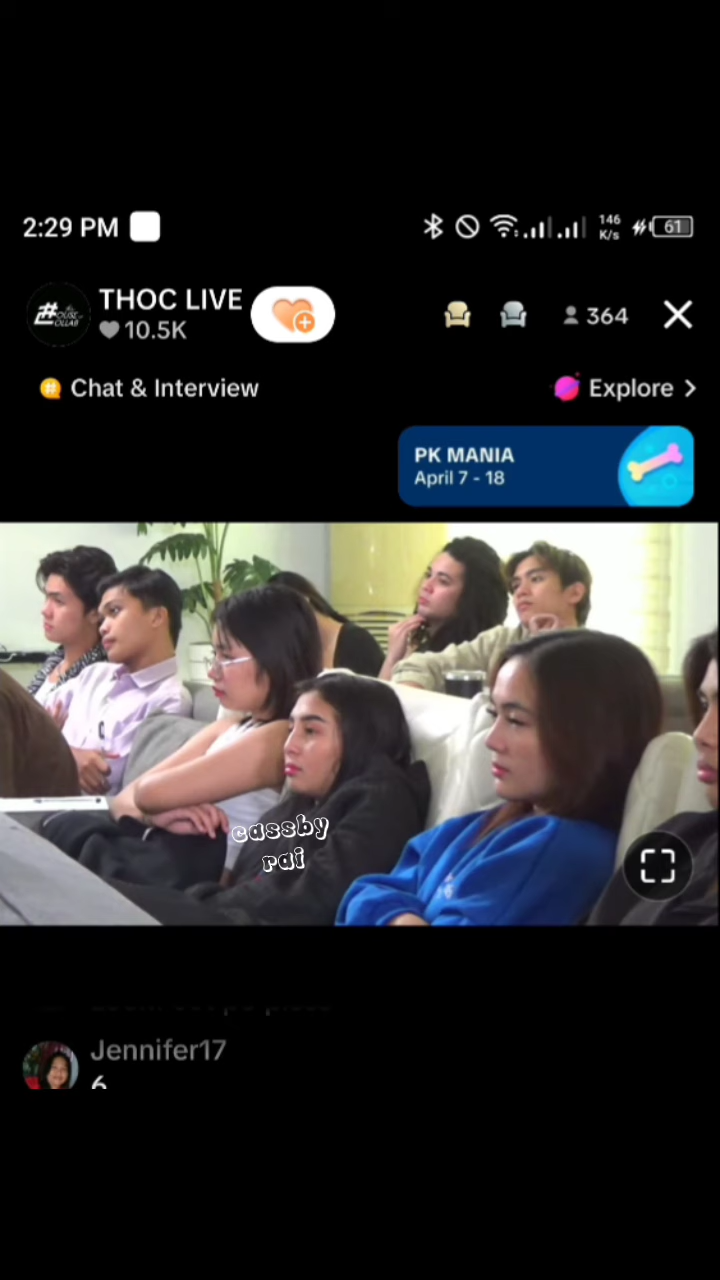 2:29 PM
146
K/s
61
THOC LIVE
10.5K
364
Chat & Interview
Explore >
PK MANIA
April 7 - 18
cassby
rai
Jennifer17
6